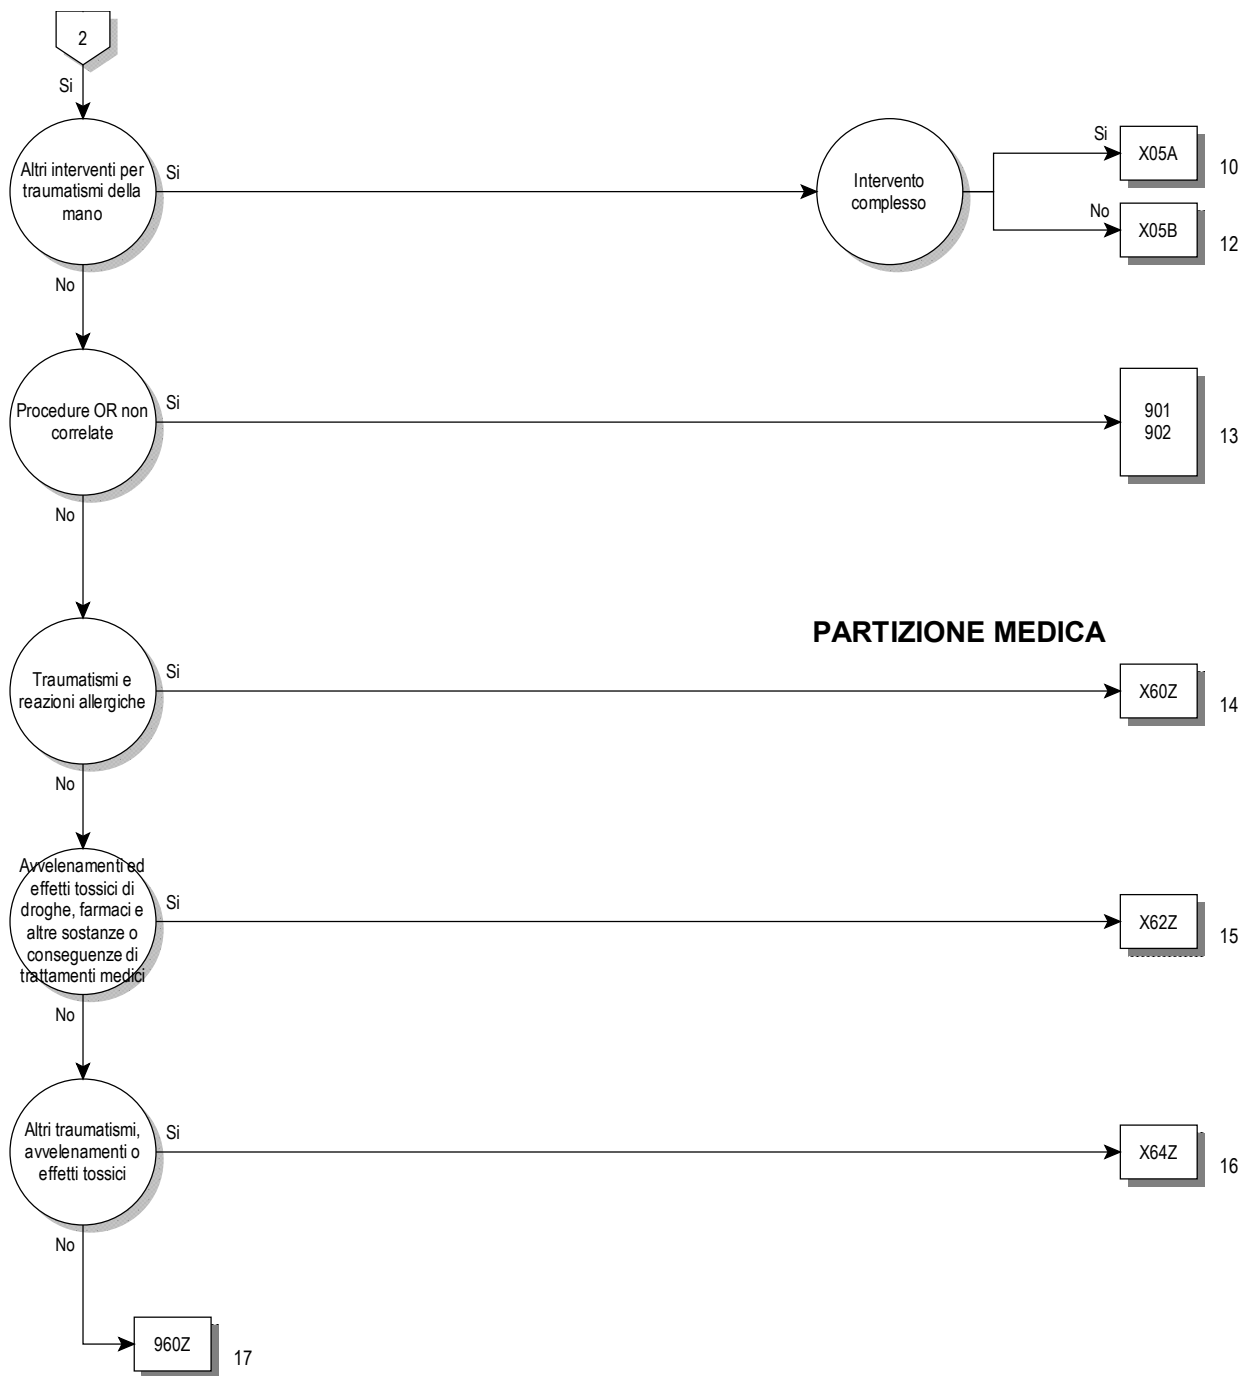 2
Si
Altri interventi per
traumatismi della
mano
Si
Intervento
complesso
Si
X05A
10
No
X05B
12
No
Procedure OR non
correlate
Si
901
902
13
No
PARTIZIONE MEDICA
Traumatismi e
reazioni allergiche
Si
X60Z
14
No
Avvelenamenti ed
effetti tossici di
droghe, farmaci e
altre sostanze o
conseguenze di
trattamenti medici
Si
X62Z
15
No
Altri traumatismi,
avvelenamenti o
effetti tossici
Si
X64Z
16
No
960Z
17